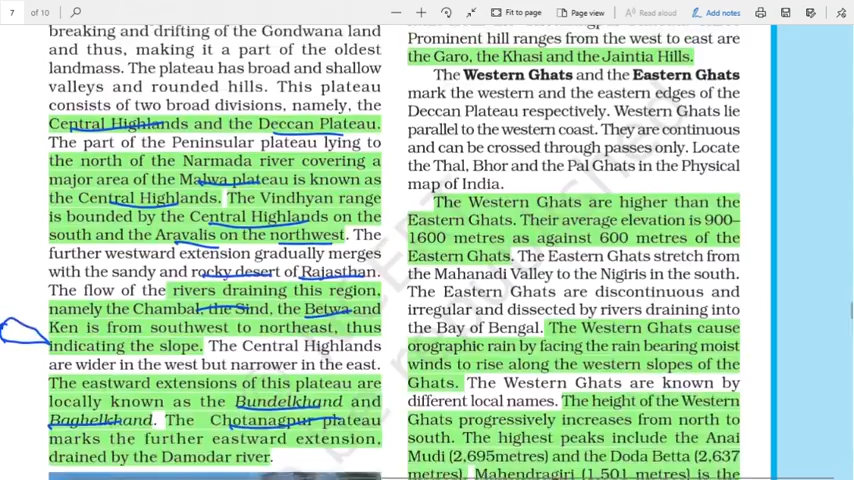 7 of 10
Fit to page
Page view
Read aloud
Add notes
breaking and drifting of the Gondwana land
and thus, making it a part of the oldest
landmass. The plateau has broad and shallow
valleys and rounded hills. This plateau
consists of two broad divisions, namely, the
Central Highlands and the Deccan Plateau.
The part of the Peninsular plateau lying to
the north of the Narmada river covering a
major area of the Malwa plateau is known as
the Central Highlands. The Vindhyan range
is bounded by the Central Highlands on the
south and the Aravalis on the northwest. The
further westward extension gradually merges
with the sandy and rocky desert of Rajasthan.
The flow of the rivers draining this region,
namely the Chambal, the Sind, the Betwa and
Ken is from southwest to northeast, thus
indicating the slope. The Central Highlands
are wider in the west but narrower in the east.
The eastward extensions of this plateau are
locally known as the Bundelkhand and
Baghelkhand. The Chotanagpur plateau
marks the further eastward extension,
drained by the Damodar river.
Prominent hill ranges from the west to east are
the Garo, the Khasi and the Jaintia Hills.
The Western Ghats and the Eastern Ghats
mark the western and the eastern edges of the
Deccan Plateau respectively. Western Ghats lie
parallel to the western coast. They are continuous
and can be crossed through passes only. Locate
the Thal, Bhor and the Pal Ghats in the Physical
map of India.
The Western Ghats are higher than the
Eastern Ghats. Their average elevation is 900–
1600 metres as against 600 metres of the
Eastern Ghats. The Eastern Ghats stretch from
the Mahanadi Valley to the Nigiris in the south.
The Eastern Ghats are discontinuous and
irregular and dissected by rivers draining into
the Bay of Bengal. The Western Ghats cause
orographic rain by facing the rain bearing moist
winds to rise along the western slopes of the
Ghats. The Western Ghats are known by
different local names. The height of the Western
Ghats progressively increases from north to
south. The highest peaks include the Anai
Mudi (2,695metres) and the Doda Betta (2,637
metres). Mahendragiri (1,501 metres) is the